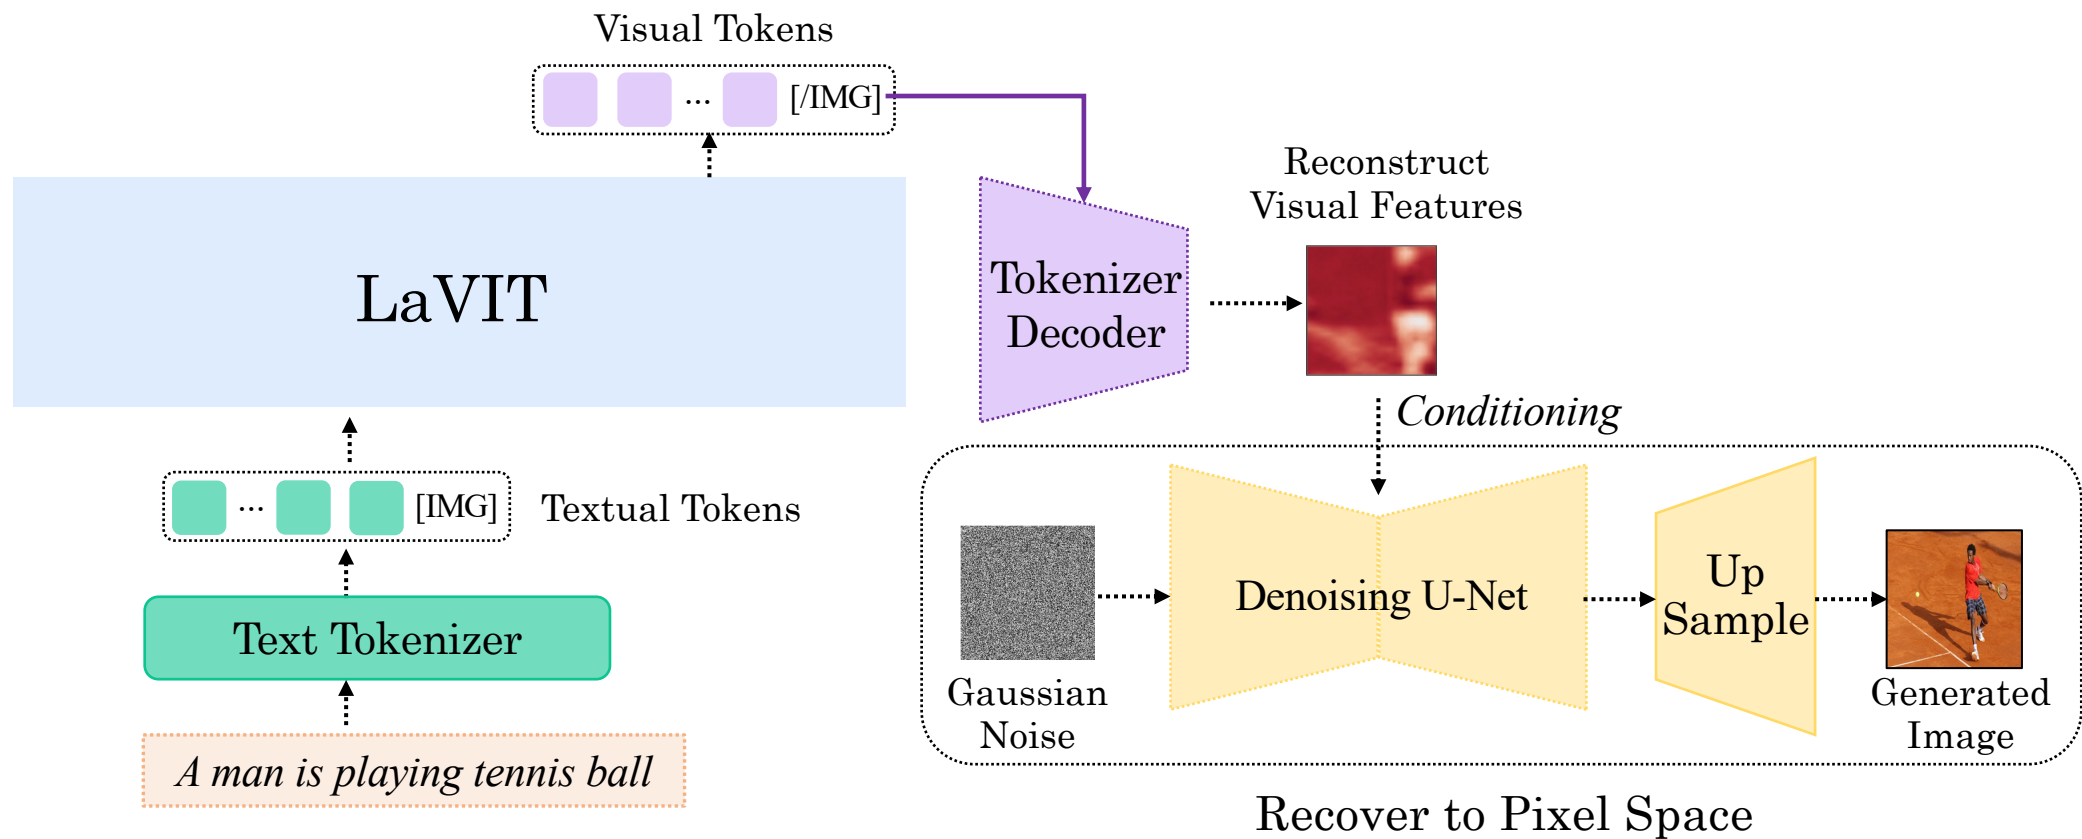 Visual Tokens
... [/IMG]
LaVIT
... [IMG]
Textual Tokens
Text Tokenizer
A man is playing tennis ball
Tokenizer
Decoder
Reconstruct
Visual Features
Conditioning
Gaussian
Noise
Denoising U-Net
Up
Sample
Generated
Image
Recover to Pixel Space